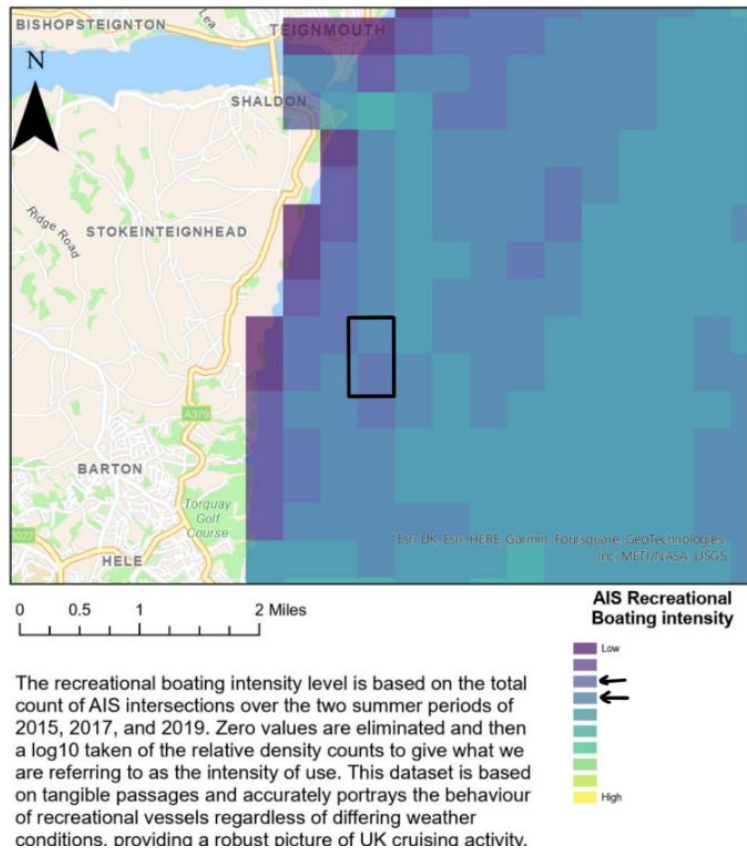 BISHOPSTEIGNTON
Lea
TEIGNMOUTH
N
SHALDON
Ridge Road
STOKEINTEIGNHEAD
A379
BARTON
Torquay
Golf
Course
HELE
Esri UK, Esri, HERE, Garmin, Foursquare, GeoTechnologies,
Inc, METI/NASA, USGS
0 0.5 1 2 Miles
AIS Recreational
Boating intensity
Low
High
The recreational boating intensity level is based on the total
count of AIS intersections over the two summer periods of
2015, 2017, and 2019. Zero values are eliminated and then
a log10 taken of the relative density counts to give what we
are referring to as the intensity of use. This dataset is based
on tangible passages and accurately portrays the behaviour
of recreational vessels regardless of differing weather
conditions, providing a robust picture of UK cruising activity.